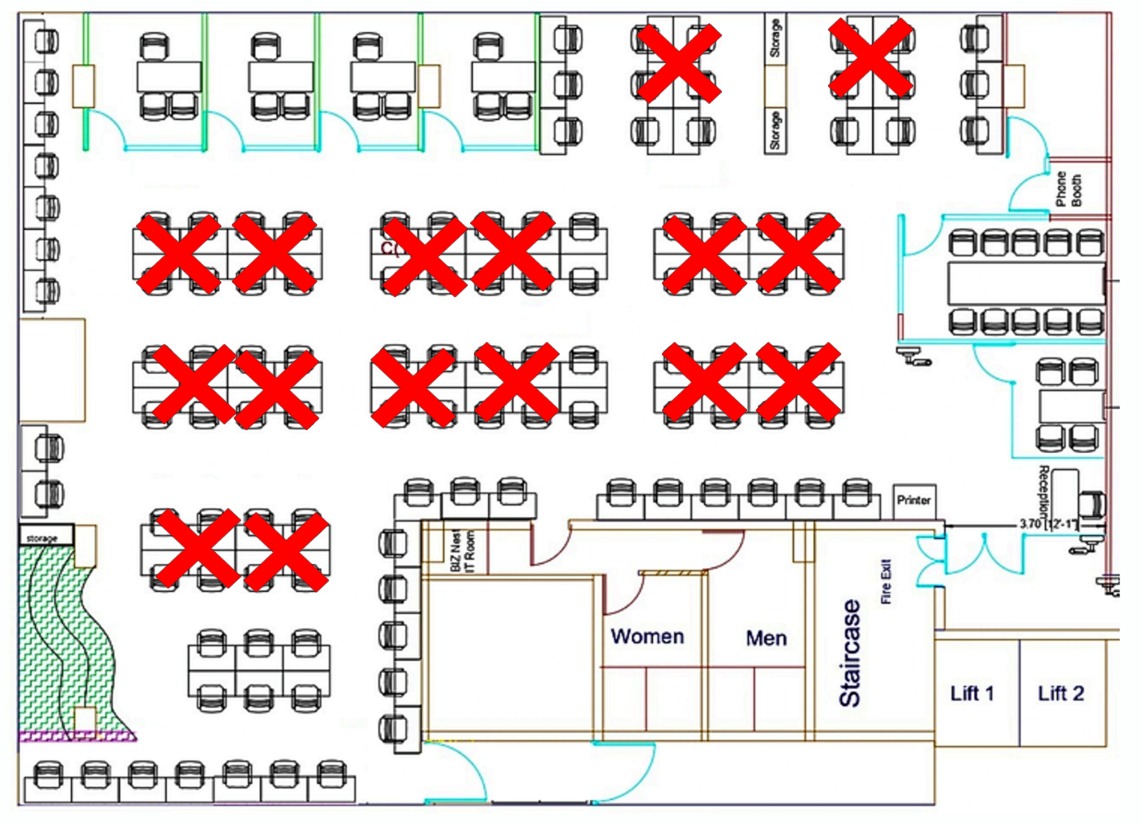 Storage
Storage
Phone
Booth
C(
Reception
Printer
3.70 [12'-1"]
storage
BIZ Nest
IT Room
Fire Exit
Women
Men
Staircase
Lift 1
Lift 2